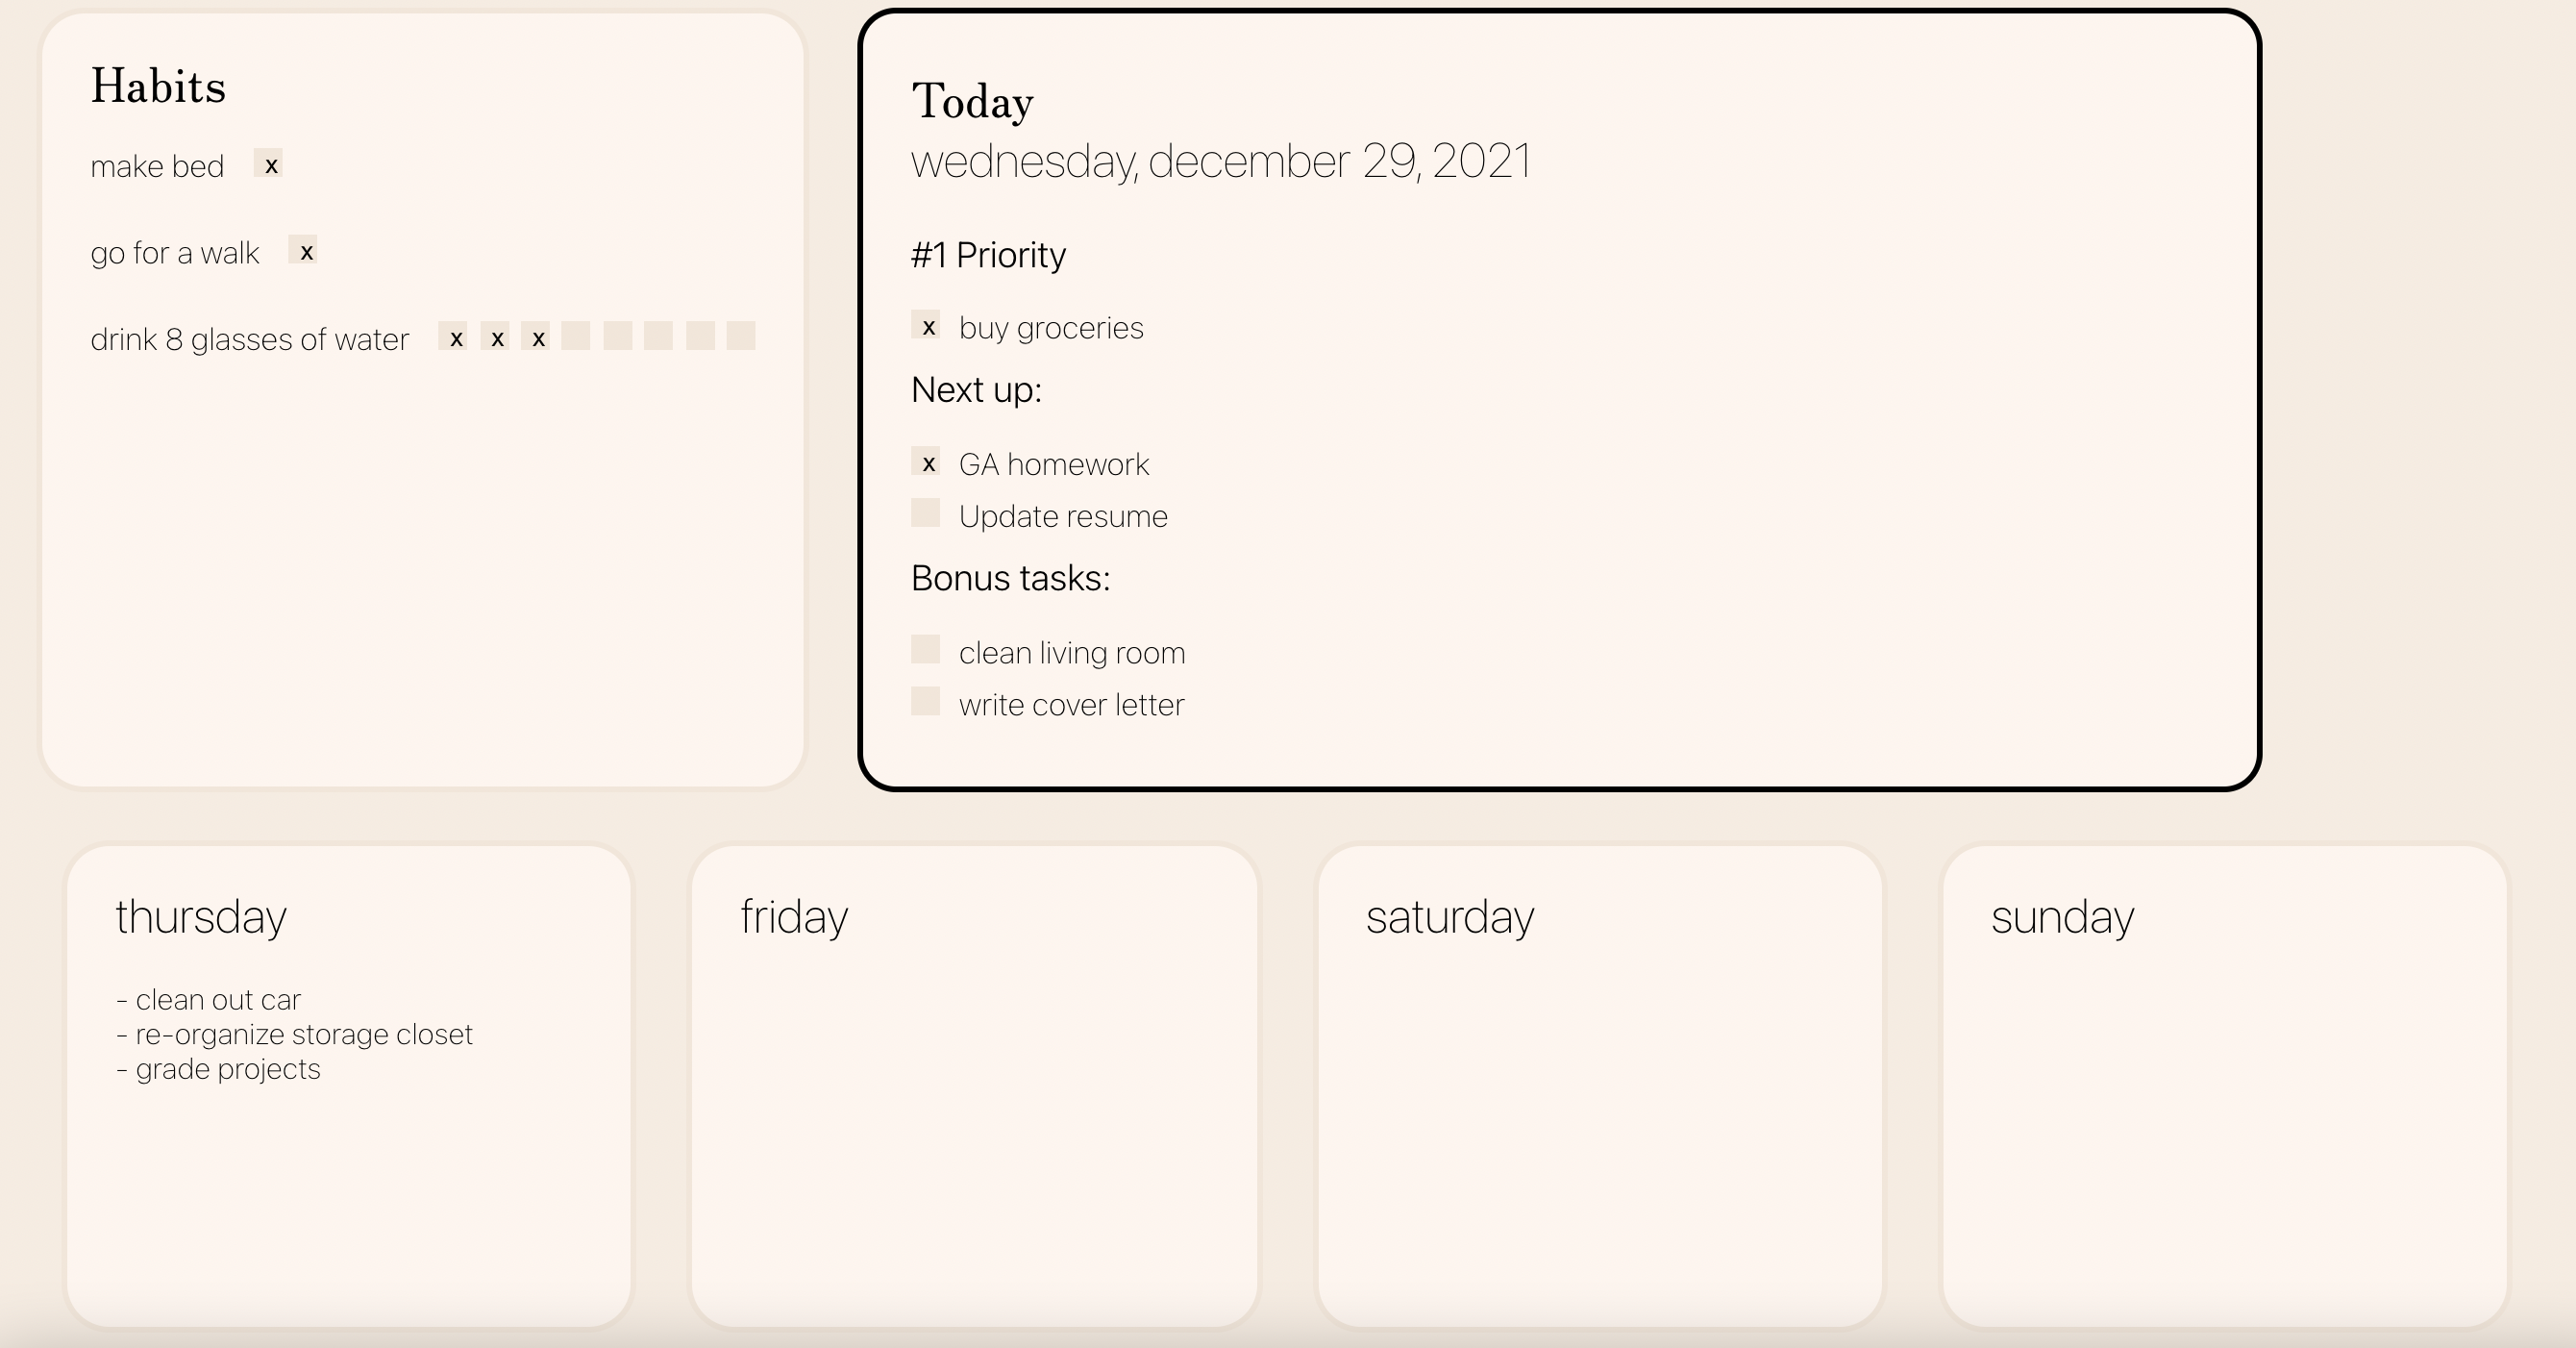 Habits
make bed x
go for a walk x
drink 8 glasses of water x x x
Today
wednesday, december 29, 2021
#1 Priority
x buy groceries
Next up:
x GA homework
Update resume
Bonus tasks:
clean living room
write cover letter
thursday
- clean out car
- re-organize storage closet
- grade projects
friday
saturday
sunday